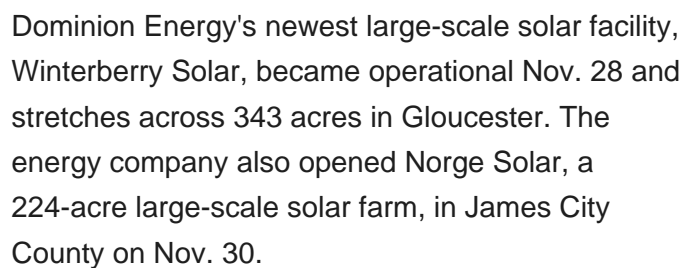 Dominion Energy's newest large-scale solar facility,
Winterberry Solar, became operational Nov. 28 and
stretches across 343 acres in Gloucester. The
energy company also opened Norge Solar, a
224-acre large-scale solar farm, in James City
County on Nov. 30.